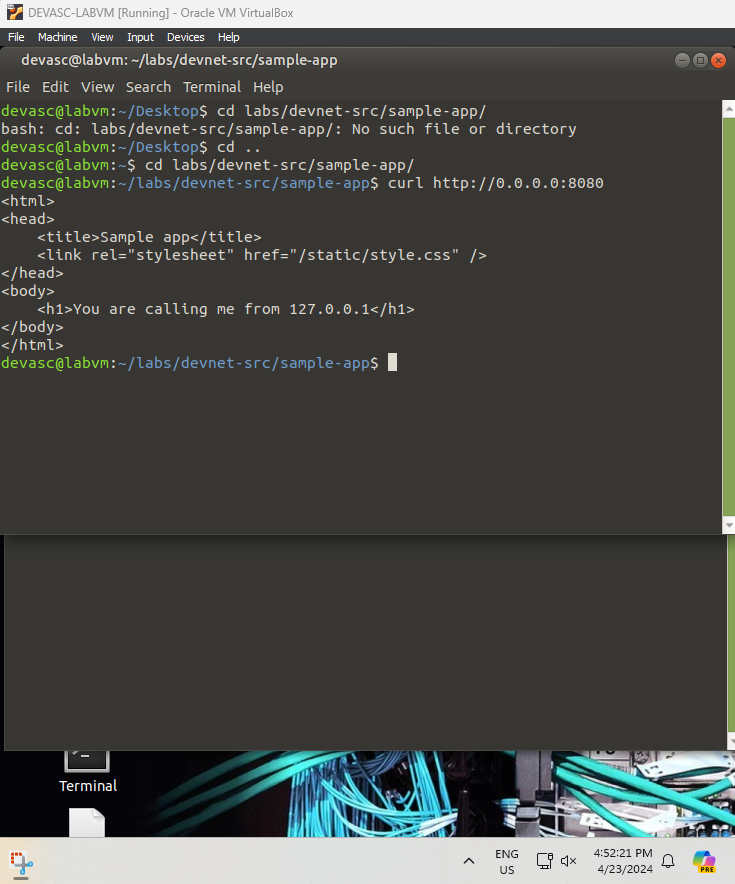 DEVASC-LABVM [Running] - Oracle VM VirtualBox
File Machine View Input Devices Help
devasc@labvm: ~/labs/devnet-src/sample-app
File Edit View Search Terminal Help
devasc@labvm:~/Desktop$ cd labs/devnet-src/sample-app/
bash: cd: labs/devnet-src/sample-app/: No such file or directory
devasc@labvm:~/Desktop$ cd ..
devasc@labvm:~$ cd labs/devnet-src/sample-app/
devasc@labvm:~/labs/devnet-src/sample-app$ curl http://0.0.0.0:8080
<html>
<head>
    <title>Sample app</title>
    <link rel="stylesheet" href="/static/style.css" />
</head>
<body>
    <h1>You are calling me from 127.0.0.1</h1>
</body>
</html>
devasc@labvm:~/labs/devnet-src/sample-app$
Terminal
ENG
US
4:52:21 PM
4/23/2024
PRE